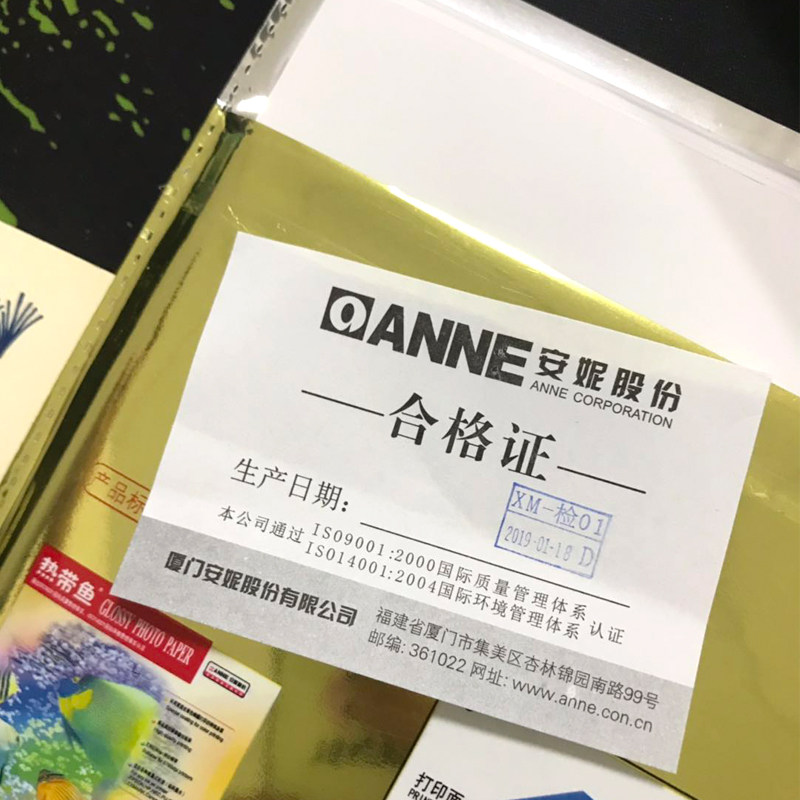 ANNE 安妮股份
ANNE CORPORATION
合格证
生产日期:
XM-检01
2019-01-18 D
本公司通过 ISO9001:2000国际质量管理体系
ISO14001:2004国际环境管理体系 认证
厦门安妮股份有限公司
福建省厦门市集美区杏林锦园南路99号
邮编: 361022 网址: www.anne.con.cn
产品标
热带鱼
GLOSSY PHOTO PAPER
ANNE
打印面
PRIN